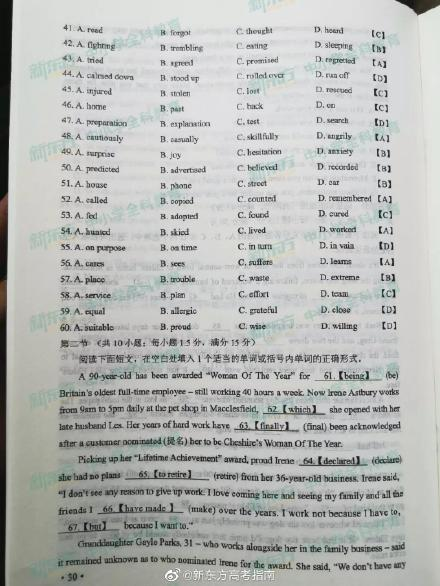 41. A. read B. forgot C. thought D. heard 【C】
42. A. fighting B. trembling C. eating D. sleeping 【B】
43. A. tried B. agreed C. promised D. regretted 【A】
44. A. calmed down B. stood up C. rolled over D. run off 【D】
45. A. injured B. stolen C. lost D. rescued 【C】
46. A. home B. past C. back D. on 【C】
47. A. preparation B. explanation C. test D. search 【D】
48. A. cautiously B. casually C. skillfully D. angrily 【A】
49. A. surprise B. joy C. hesitation D. anxiety 【B】
50. A. predicted B. advertised C. believed D. recorded 【B】
51. A. house B. phone C. street D. car 【B】
52. A. called B. copied C. counted D. remembered 【A】
53. A. fed B. adopted C. found D. cured 【C】
54. A. hunted B. skied C. lived D. worked 【A】
55. A. on purpose B. on time C. in turn D. in vain 【D】
56. A. cares B. sees C. suffers D. learns 【A】
57. A. place B. trouble C. waste D. extreme 【B】
58. A. service B. plan C. effort D. team 【C】
59. A. equal B. allergic C. grateful D. close 【D】
60. A. suitable B. proud C. wise D. willing 【D】
第二节 (共 10 小题；每小题 1.5 分，满分 15 分)
阅读下面短文，在空白处填入 1 个适当的单词或括号内单词的正确形式。
A 90-year-old has been awarded "Woman Of The Year" for 61.【being】 (be)
Britain's oldest full-time employee – still working 40 hours a week. Now Irene Astbury works
from 9am to 5pm daily at the pet shop in Macclesfield, 62.【which】 she opened with her
late husband Les. Her years of hard work have 63.【finally】 (final) been acknowledged
after a customer nominated (提名) her to be Cheshire's Woman Of The Year.
Picking up her "Lifetime Achievement" award, proud Irene 64.【declared】 (declare)
she had no plans 65.【to retire】 (retire) from her 36-year-old business. Irene said,
"I don't see any reason to give up work. I love coming here and seeing my family and all the
friends I 66.【have made】 (make) over the years. I work not because I have to,
67.【but】 because I want to."
Granddaughter Gayle Parks, 31 – who works alongside her in the family business – said
it remained unknown as to who nominated Irene for the award. She said, "We don't have any
· 30 ·
@新东方高考指南